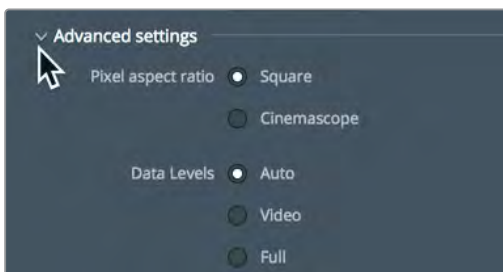 Advanced settings
Pixel aspect ratio Square
Cinemascope
Data Levels Auto
Video
Full